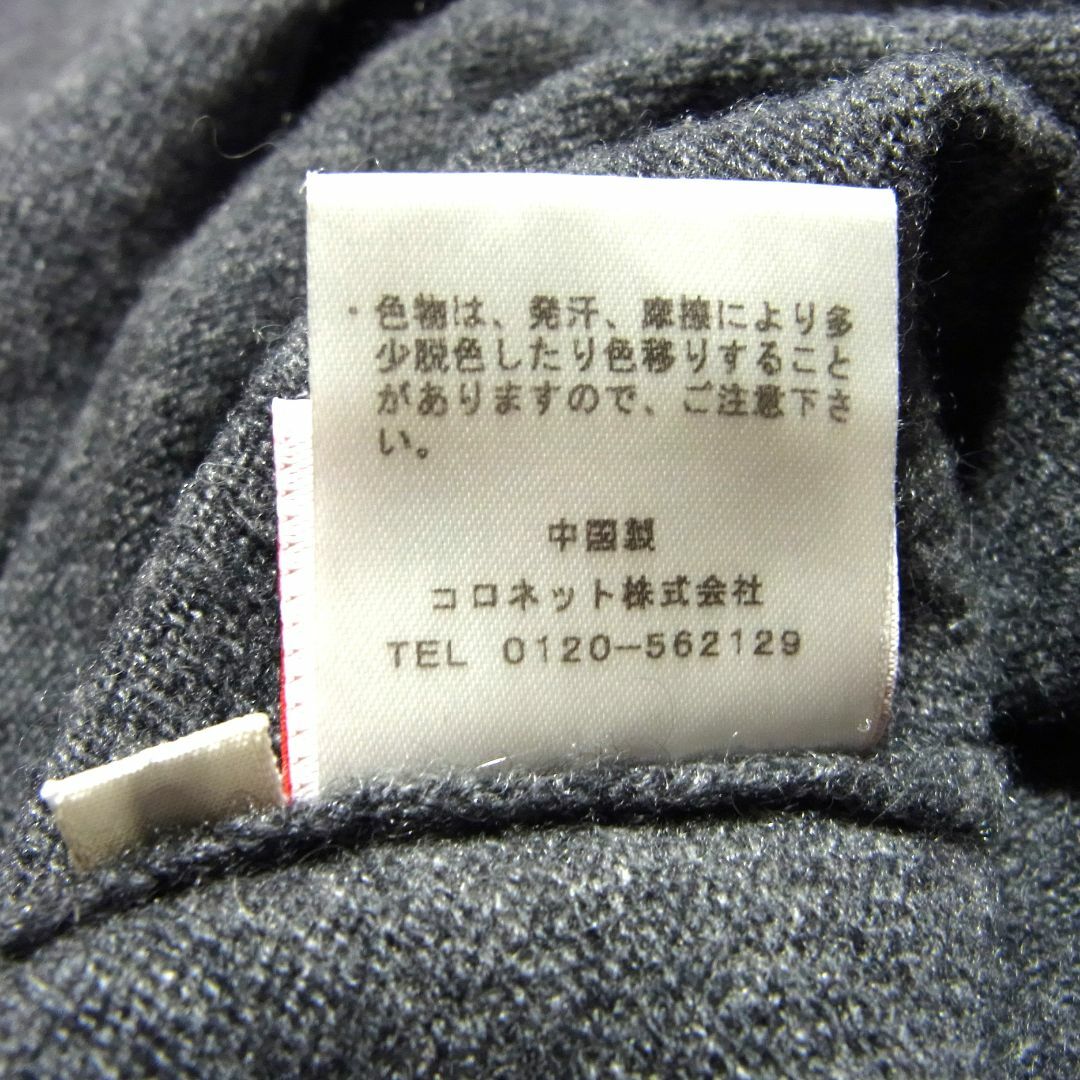 ・色物は、発汗、摩擦により多
少脱色したり色移りすること
がありますので、ご注意下さ
い。
中国製
コロネット株式会社
TEL 0120-562129